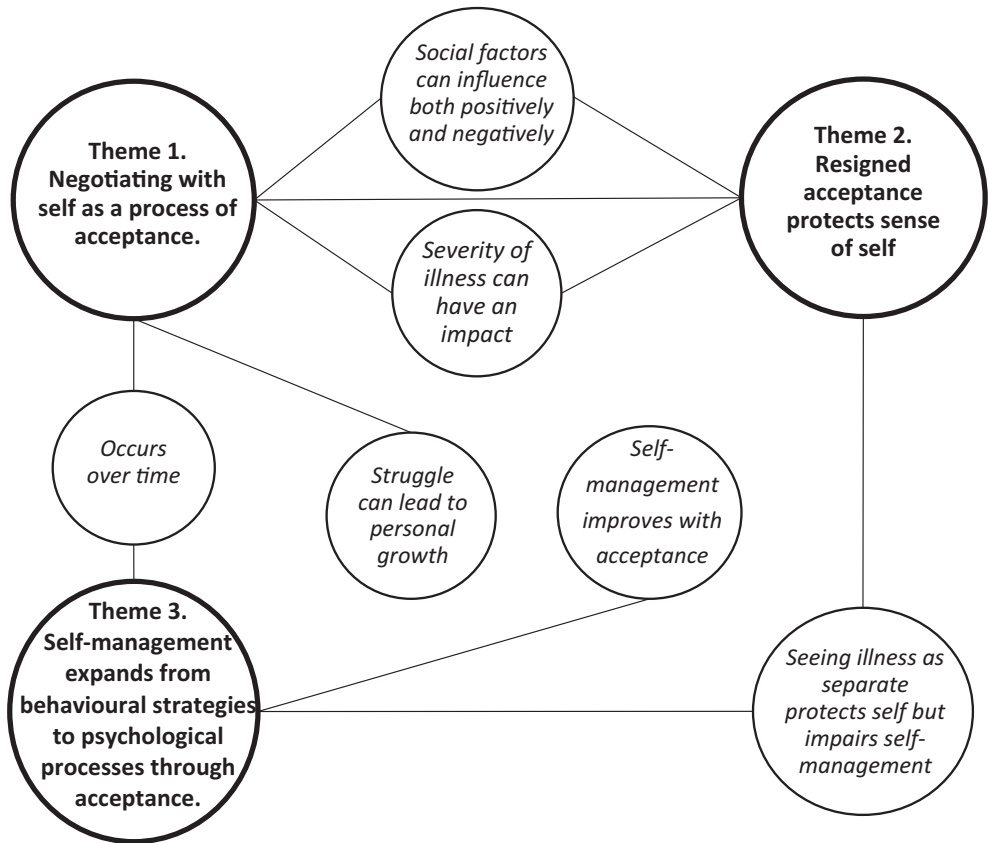 Social factors
can influence
both positively
and negatively
Theme 1.
Negotiating with
self as a process of
acceptance.
Theme 2.
Resigned
acceptance
protects sense
of self
Severity of
illness can
have an
impact
Occurs
over time
Struggle
can lead to
personal
growth
Self-
management
improves with
acceptance
Theme 3.
Self-management
expands from
behavioural strategies
to psychological
processes through
acceptance.
Seeing illness as
separate
protects self but
impairs self-
management